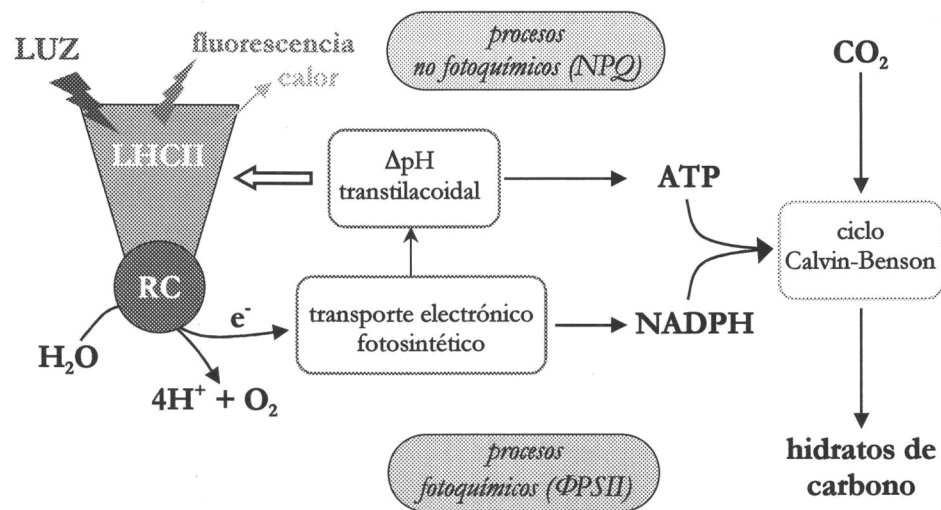 procesos
no fotoquímicos (NPQ)
LUZ
fluorescencia
calor
CO₂
LHCII
ΔpH
transtilacoidal
ATP
ciclo
Calvin-Benson
RC
e⁻
transporte electrónico
fotosintético
NADPH
H₂O
4H⁺ + O₂
procesos
fotoquímicos (ΦPSII)
hidratos de
carbono